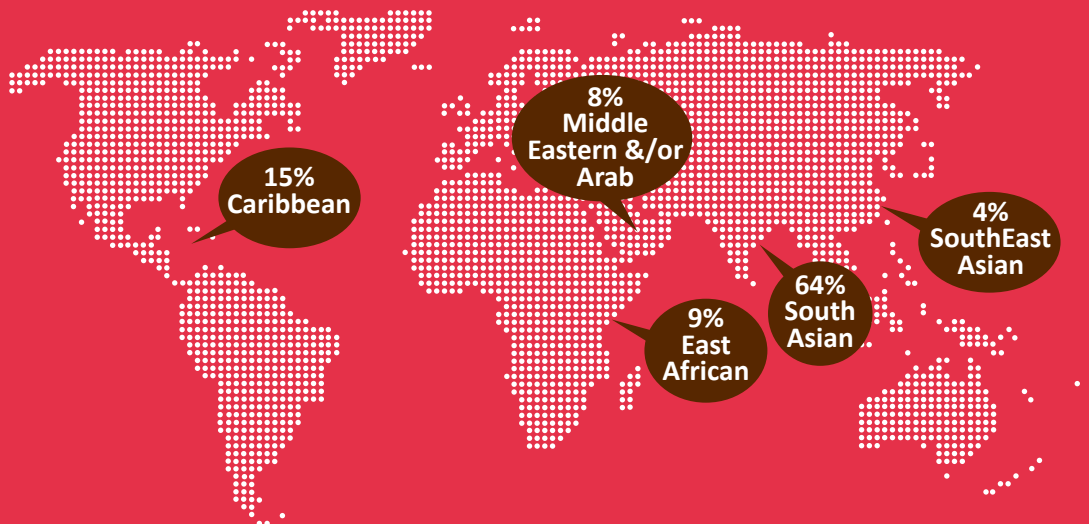 8%
Middle
Eastern &/or
Arab
15%
Caribbean
4%
SouthEast
Asian
64%
South
Asian
9%
East
African